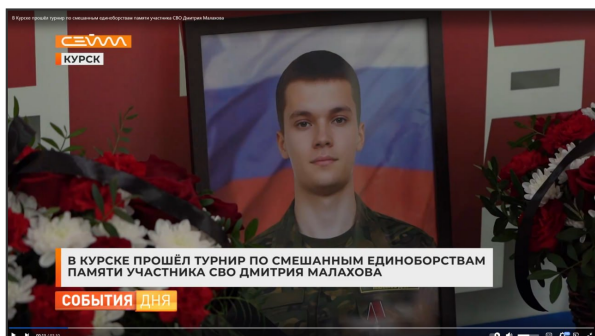 В Курске прошёл турнир по смешанным единоборствам памяти участника СВО Дмитрия Малахова
СЕЙМ
КУРСК
В КУРСКЕ ПРОШЁЛ ТУРНИР ПО СМЕШАННЫМ ЕДИНОБОРСТВАМ
ПАМЯТИ УЧАСТНИКА СВО ДМИТРИЯ МАЛАХОВА
СОБЫТИЯ ДНЯ